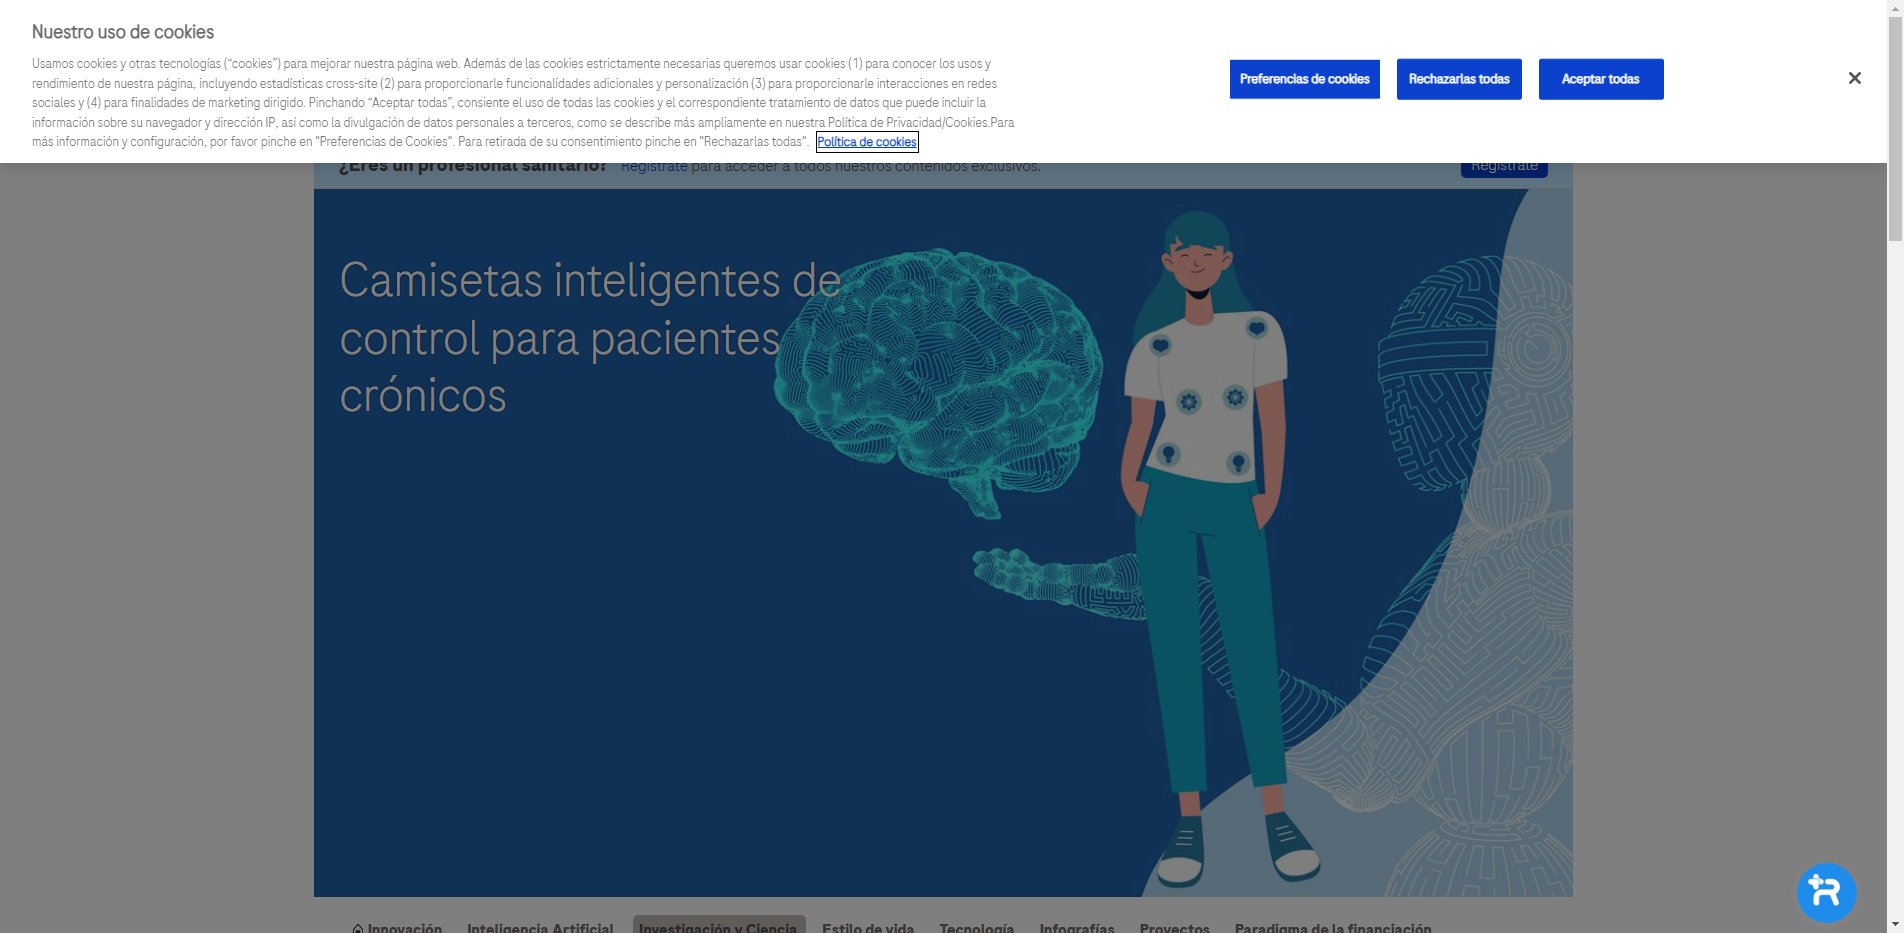 Nuestro uso de cookies
Usamos cookies y otras tecnologías (“cookies”) para mejorar nuestra página web. Además de las cookies estrictamente necesarias queremos usar cookies (1) para conocer los usos y
rendimiento de nuestra página, incluyendo estadísticas cross-site (2) para proporcionarle funcionalidades adicionales y personalización (3) para proporcionarle interacciones en redes
sociales y (4) para finalidades de marketing dirigido. Pinchando “Aceptar todas”, consiente el uso de todas las cookies y el correspondiente tratamiento de datos que puede incluir la
información sobre su navegador y dirección IP, así como la divulgación de datos personales a terceros, como se describe más ampliamente en nuestra Política de Privacidad/Cookies.Para
más información y configuración, por favor pinche en "Preferencias de Cookies". Para retirada de su consentimiento pinche en "Rechazarlas todas". Política de cookies
Preferencias de cookies
Rechazarlas todas
Aceptar todas
¿Eres un profesional sanitario? Regístrate para acceder a todos nuestros contenidos exclusivos.
Regístrate
Camisetas inteligentes de
control para pacientes
crónicos
Innovación Inteligencia Artificial Investigación y Ciencia Estilo de vida Tecnología Infografías Proyectos Paradigma de la financiación